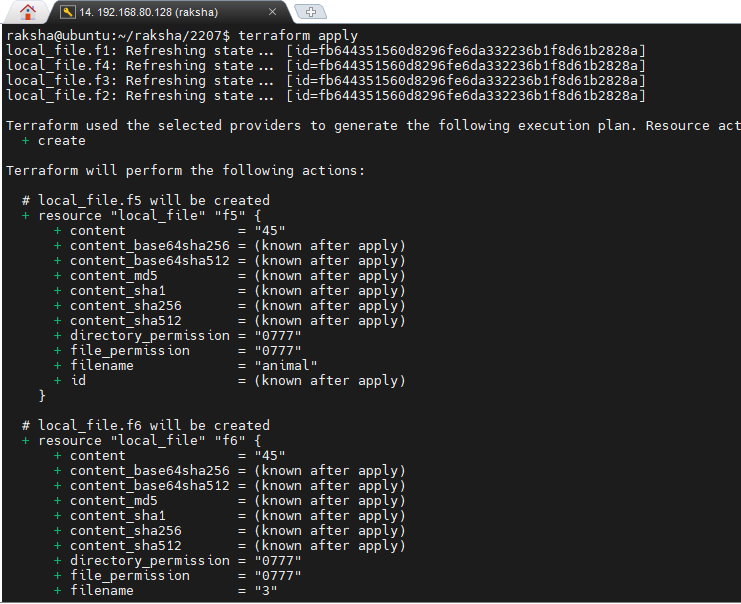 14. 192.168.80.128 (raksha)
raksha@ubuntu:~/raksha/2207$ terraform apply
local_file.f1: Refreshing state... [id=fb644351560d8296fe6da332236b1f8d61b2828a]
local_file.f4: Refreshing state... [id=fb644351560d8296fe6da332236b1f8d61b2828a]
local_file.f3: Refreshing state... [id=fb644351560d8296fe6da332236b1f8d61b2828a]
local_file.f2: Refreshing state... [id=fb644351560d8296fe6da332236b1f8d61b2828a]
Terraform used the selected providers to generate the following execution plan. Resource act
+ create
Terraform will perform the following actions:
# local_file.f5 will be created
+ resource "local_file" "f5" {
+ content = "45"
+ content_base64sha256 = (known after apply)
+ content_base64sha512 = (known after apply)
+ content_md5 = (known after apply)
+ content_sha1 = (known after apply)
+ content_sha256 = (known after apply)
+ content_sha512 = (known after apply)
+ directory_permission = "0777"
+ file_permission = "0777"
+ filename = "animal"
+ id = (known after apply)
}
# local_file.f6 will be created
+ resource "local_file" "f6" {
+ content = "45"
+ content_base64sha256 = (known after apply)
+ content_base64sha512 = (known after apply)
+ content_md5 = (known after apply)
+ content_sha1 = (known after apply)
+ content_sha256 = (known after apply)
+ content_sha512 = (known after apply)
+ directory_permission = "0777"
+ file_permission = "0777"
+ filename = "3"